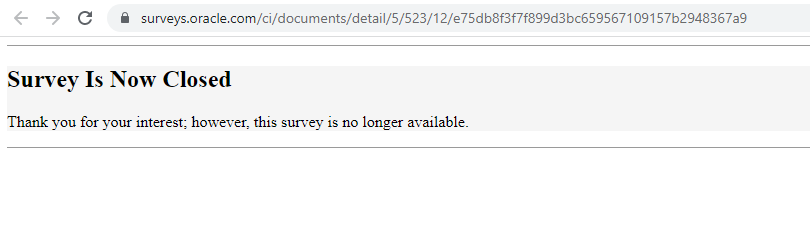 surveys.oracle.com/ci/documents/detail/5/523/12/e75db8f3f7f899d3bc659567109157b2948367a9
Survey Is Now Closed
Thank you for your interest; however, this survey is no longer available.